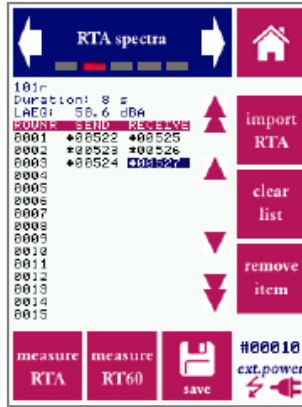 RTA spectra
101r
Duration: 8 s
LAEQ: 58.6 dBA
ROUNR SEND RECEIVE
0001 *00522 *00525
0002 *00523 *00526
0003 *00524 *00527
0004
0005
0006
0007
0008
0009
0010
0011
0012
0013
0014
0015
import
RTA
clear
list
remove
item
measure
RTA
measure
RT60
save
#00010
ext.power